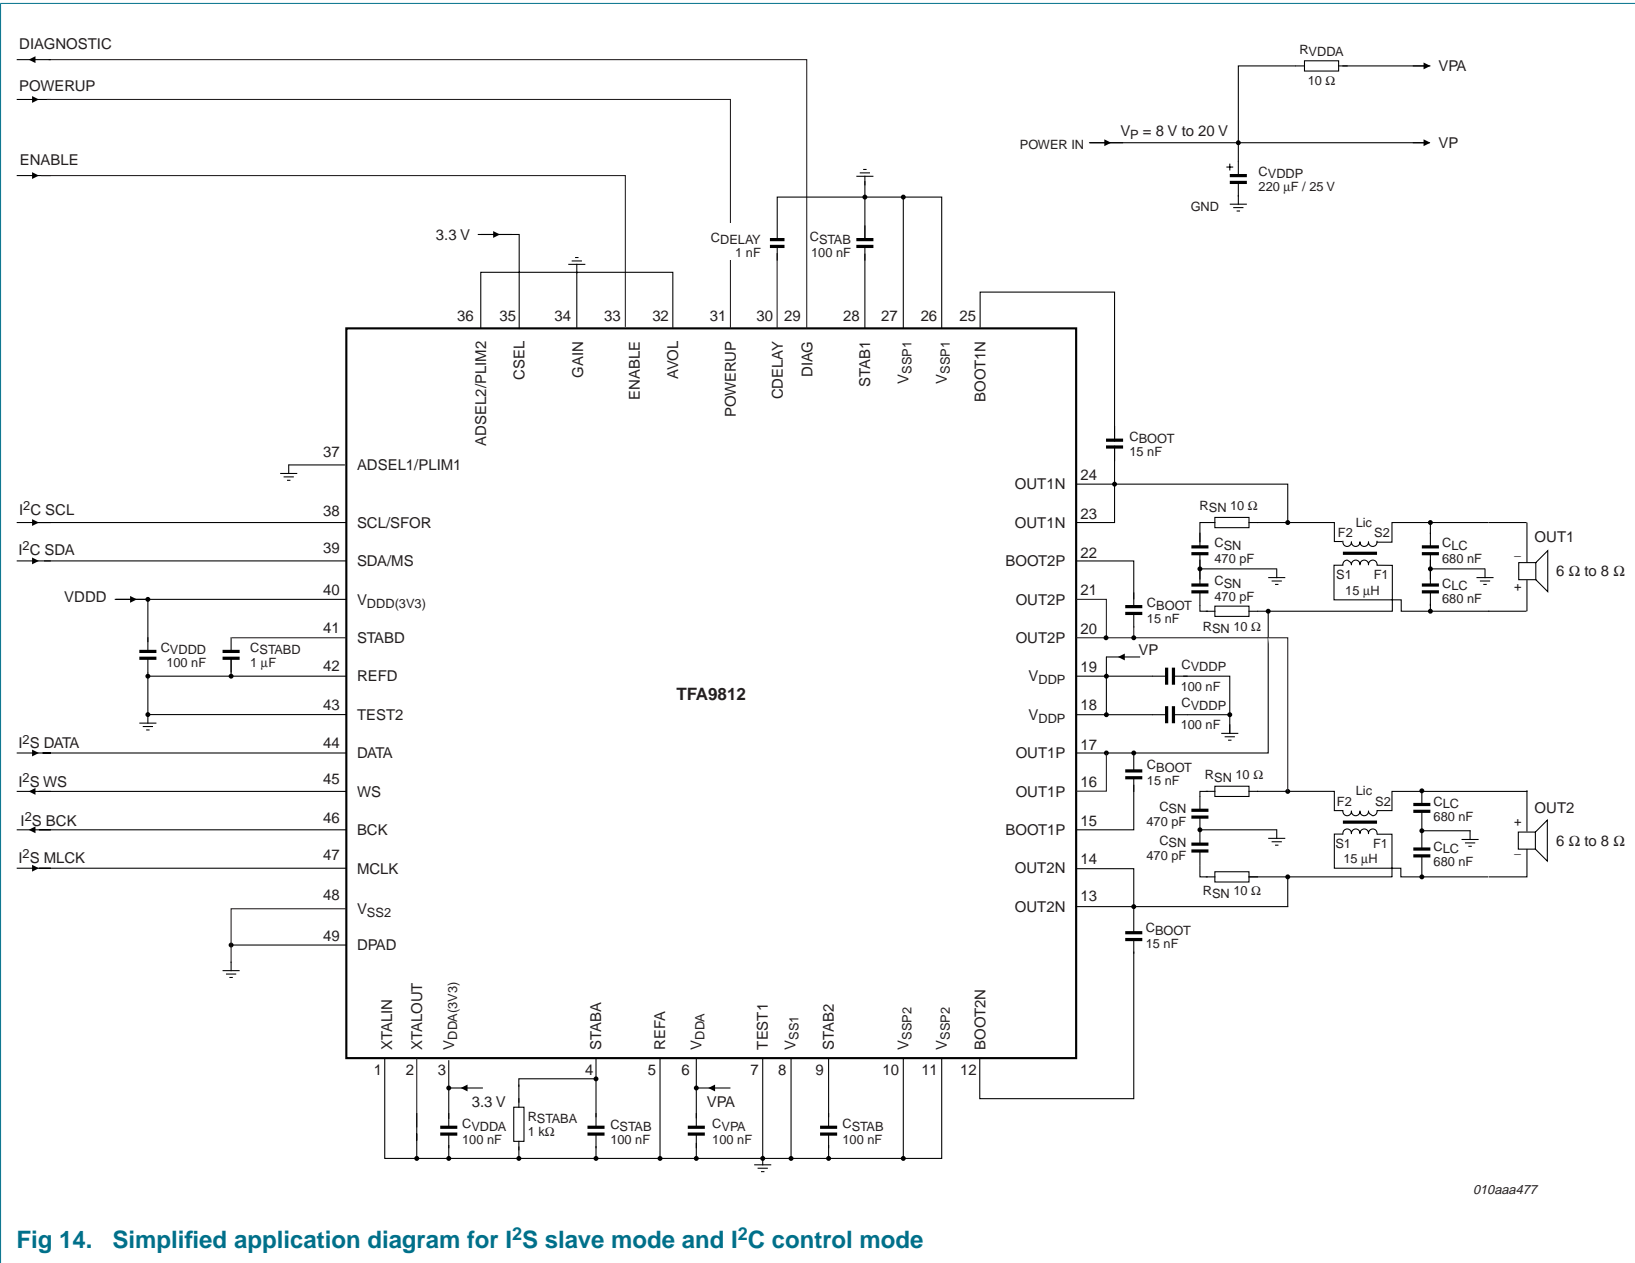 DIAGNOSTIC
POWERUP
ENABLE
RVDDA
10 Ω
VPA
POWER IN
VP = 8 V to 20 V
VP
+
CVDDP
220 μF / 25 V
GND
3.3 V
CDELAY
1 nF
CSTAB
100 nF
36
35
34
33
32
31
30
29
28
27
26
25
ADSEL2/PLIM2
CSEL
GAIN
ENABLE
AVOL
POWERUP
CDELAY
DIAG
STAB1
VSSP1
VSSP1
BOOT1N
37
ADSEL1/PLIM1
I2C SCL
38
SCL/SFOR
I2C SDA
39
SDA/MS
VDDD
40
VDDD(3V3)
41
STABD
CVDDD
100 nF
CSTABD
1 μF
42
REFD
43
TEST2
I2S DATA
44
DATA
I2S WS
45
WS
I2S BCK
46
BCK
I2S MLCK
47
MCLK
48
VSS2
49
DPAD
TFA9812
CBOOT
15 nF
OUT1N
24
OUT1N
23
BOOT2P
22
OUT2P
21
OUT2P
20
CBOOT
15 nF
VP
VDDP
19
CVDDP
100 nF
VDDP
18
CVDDP
100 nF
OUT1P
17
OUT1P
16
CBOOT
15 nF
BOOT1P
15
OUT2N
14
OUT2N
13
CBOOT
15 nF
RSN 10 Ω
CSN
470 pF
CSN
470 pF
RSN 10 Ω
Lic
F2 S2
S1 F1
15 μH
CLC
680 nF
CLC
680 nF
OUT1
−
+
6 Ω to 8 Ω
RSN 10 Ω
CSN
470 pF
CSN
470 pF
RSN 10 Ω
Lic
F2 S2
S1 F1
15 μH
CLC
680 nF
CLC
680 nF
OUT2
+
−
6 Ω to 8 Ω
XTALIN
XTALOUT
VDDA(3V3)
STABA
REFA
VDDA
TEST1
VSS1
STAB2
VSSP2
VSSP2
BOOT2N
1
2
3
4
5
6
7
8
9
10
11
12
3.3 V
VPA
CVDDA
100 nF
RSTABA
1 kΩ
CSTAB
100 nF
CVPA
100 nF
CSTAB
100 nF
010aaa477
Fig 14. Simplified application diagram for I2S slave mode and I2C control mode